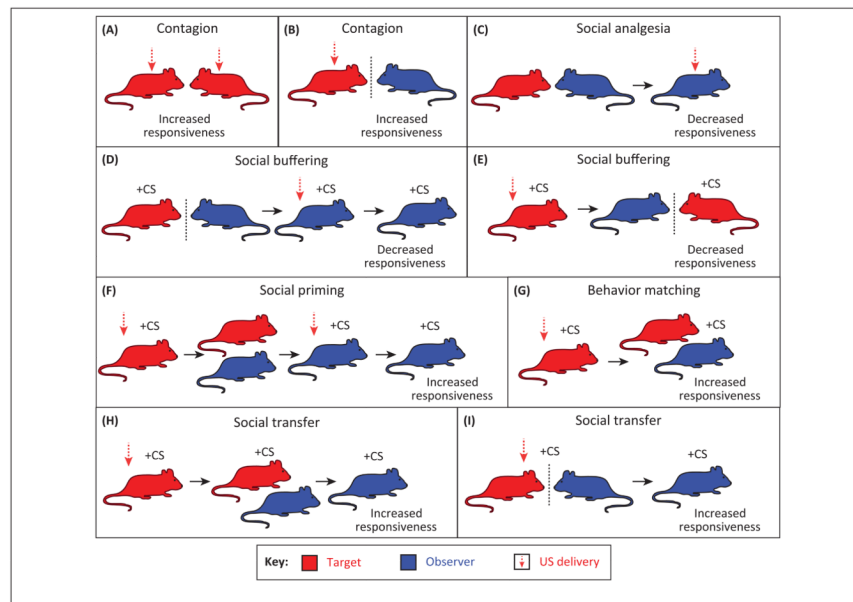 (A) Contagion
Increased
responsiveness
(B) Contagion
Increased
responsiveness
(C) Social analgesia
Decreased
responsiveness
(D) Social buffering
+CS +CS +CS
Decreased
responsiveness
(E) Social buffering
+CS +CS
Decreased
responsiveness
(F) Social priming
+CS +CS +CS
Increased
responsiveness
(G) Behavior matching
+CS +CS
Increased
responsiveness
(H) Social transfer
+CS +CS +CS
Increased
responsiveness
(I) Social transfer
+CS +CS
Increased
responsiveness
Key: Target Observer US delivery